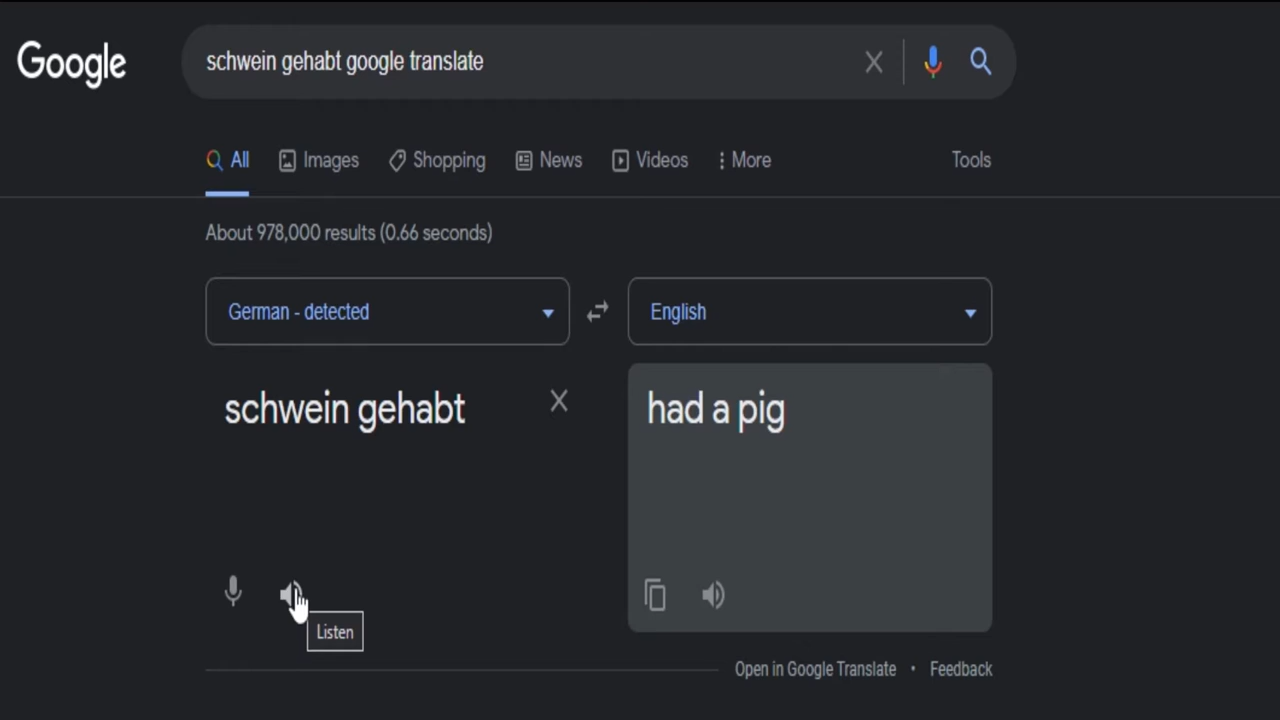 Google
schwein gehabt google translate
All Images Shopping News Videos More Tools
About 978,000 results (0.66 seconds)
German - detected English
schwein gehabt
had a pig
Listen
Open in Google Translate • Feedback